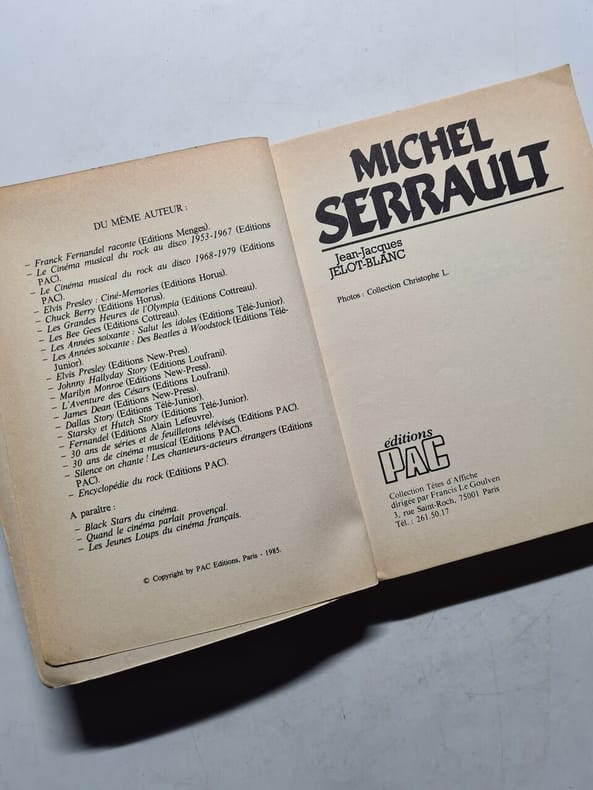 DU MÊME AUTEUR :
– Franck Fernandel raconte (Editions Menges).
– Le Cinéma musical du rock au disco 1953-1967 (Editions
PAC).
– Le Cinéma musical du rock au disco 1968-1979 (Editions
PAC).
– Elvis Presley : Ciné-Memories (Editions Horus).
– Chuck Berry (Editions Horus).
– Les Grandes Heures de l'Olympia (Editions Cottreau).
– Les Bee Gees (Editions Cottreau).
– Les Années soixante : Salut les idoles (Editions Télé-Junior).
– Les Années soixante : Des Beatles à Woodstock (Editions Télé-
Junior).
– Elvis Presley (Editions New-Pres).
– Johnny Hallyday Story (Editions Loufrani).
– Marilyn Monroe (Editions New-Press).
– L'Aventure des Césars (Editions Loufrani).
– James Dean (Editions New-Press).
– Dallas Story (Editions Télé-Junior).
– Starsky et Hutch Story (Editions Télé-Junior).
– Fernandel (Editions Alain Lefeuvre).
– 30 ans de séries et de feuilletons télévisés (Editions PAC).
– 30 ans de cinéma musical (Editions PAC).
– Silence on chante ! Les chanteurs-acteurs étrangers (Editions
PAC).
– Encyclopédie du rock (Editions PAC).
A paraître :
– Black Stars du cinéma.
– Quand le cinéma parlait provençal.
– Les Jeunes Loups du cinéma français.
© Copyright by PAC Editions, Paris - 1985.
MICHEL
SERRAULT
Jean-Jacques
JELOT-BLANC
Photos : Collection Christophe L.
éditions
PAC
Collection Têtes d'Affiche
dirigée par Francis Le Goulven
3, rue Saint-Roch, 75001 Paris
Tél. : 261.50.17